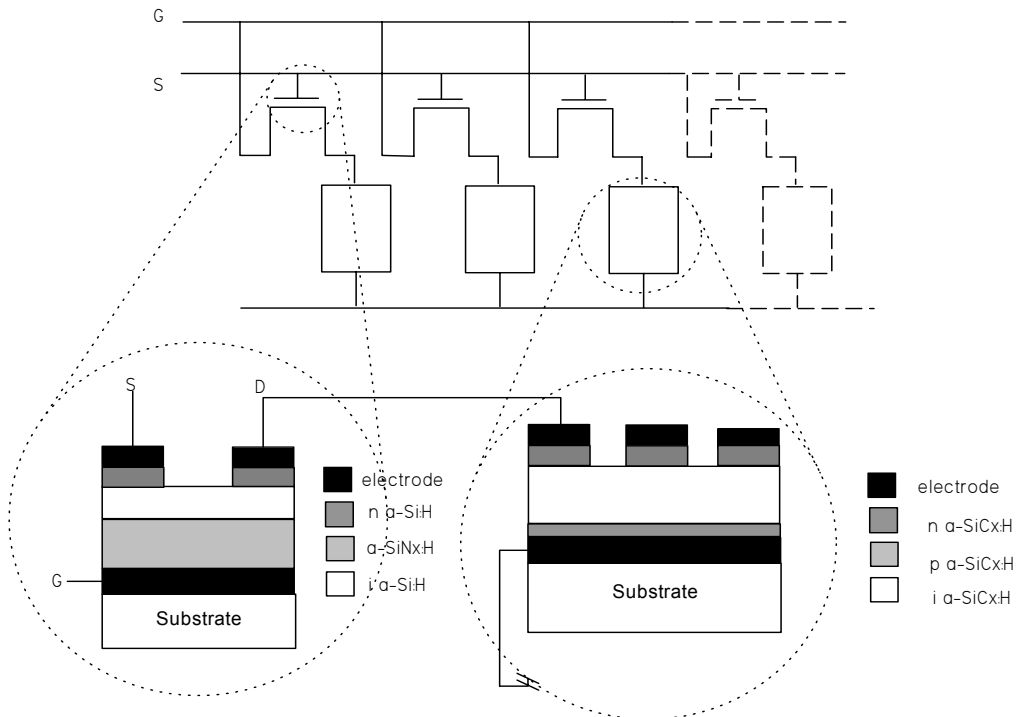 G
S
S
D
electrode
n a-Si:H
a-SiNx:H
i a-Si:H
G
Substrate
electrode
n a-SiCx:H
p a-SiCx:H
i a-SiCx:H
Substrate